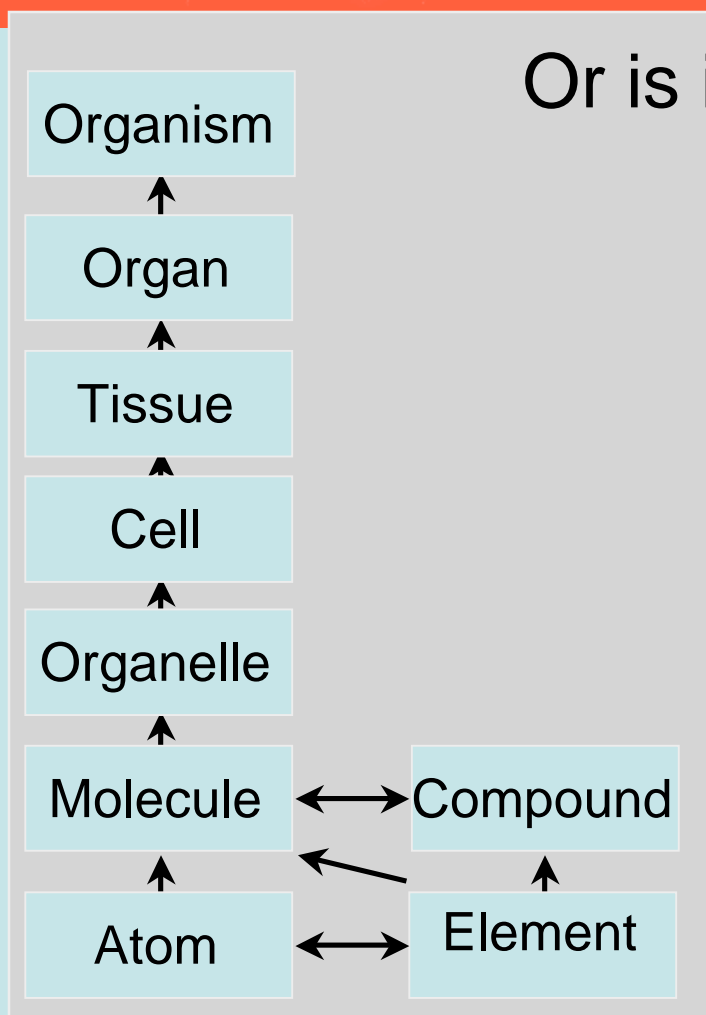 Or is
Organism
Organ
Tissue
Cell
Organelle
Molecule
Compound
Atom
Element